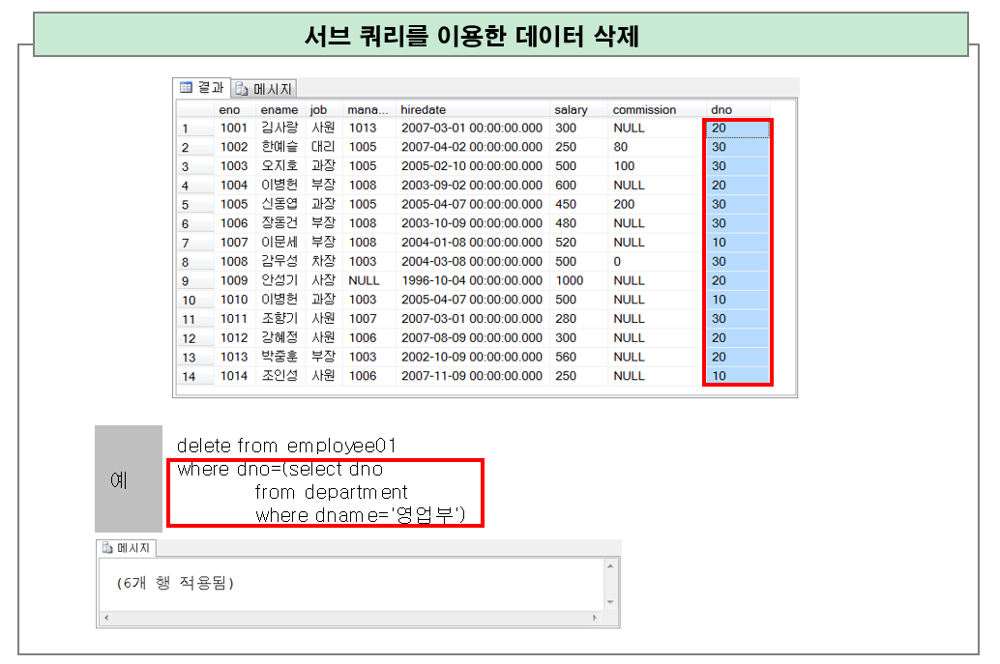 서브 쿼리를 이용한 데이터 삭제
결과 메시지
eno ename job mana... hiredate salary commission dno
1 1001 김사랑 사원 1013 2007-03-01 00:00:00.000 300 NULL 20
2 1002 한예슬 대리 1005 2007-04-02 00:00:00.000 250 80 30
3 1003 오지호 과장 1005 2005-02-10 00:00:00.000 500 100 30
4 1004 이병헌 부장 1008 2003-09-02 00:00:00.000 600 NULL 20
5 1005 신동엽 과장 1005 2005-04-07 00:00:00.000 450 200 30
6 1006 장동건 부장 1008 2003-10-09 00:00:00.000 480 NULL 30
7 1007 이문세 부장 1008 2004-01-08 00:00:00.000 520 NULL 10
8 1008 감우성 차장 1003 2004-03-08 00:00:00.000 500 0 30
9 1009 안성기 사장 NULL 1996-10-04 00:00:00.000 1000 NULL 20
10 1010 이병헌 과장 1003 2005-04-07 00:00:00.000 500 NULL 10
11 1011 조향기 사원 1007 2007-03-01 00:00:00.000 280 NULL 30
12 1012 강혜정 사원 1006 2007-08-09 00:00:00.000 300 NULL 20
13 1013 박중훈 부장 1003 2002-10-09 00:00:00.000 560 NULL 20
14 1014 조인성 사원 1006 2007-11-09 00:00:00.000 250 NULL 10
예
delete from employee01
where dno=(select dno
from department
where dname='영업부')
메시지
(6개 행 적용됨)